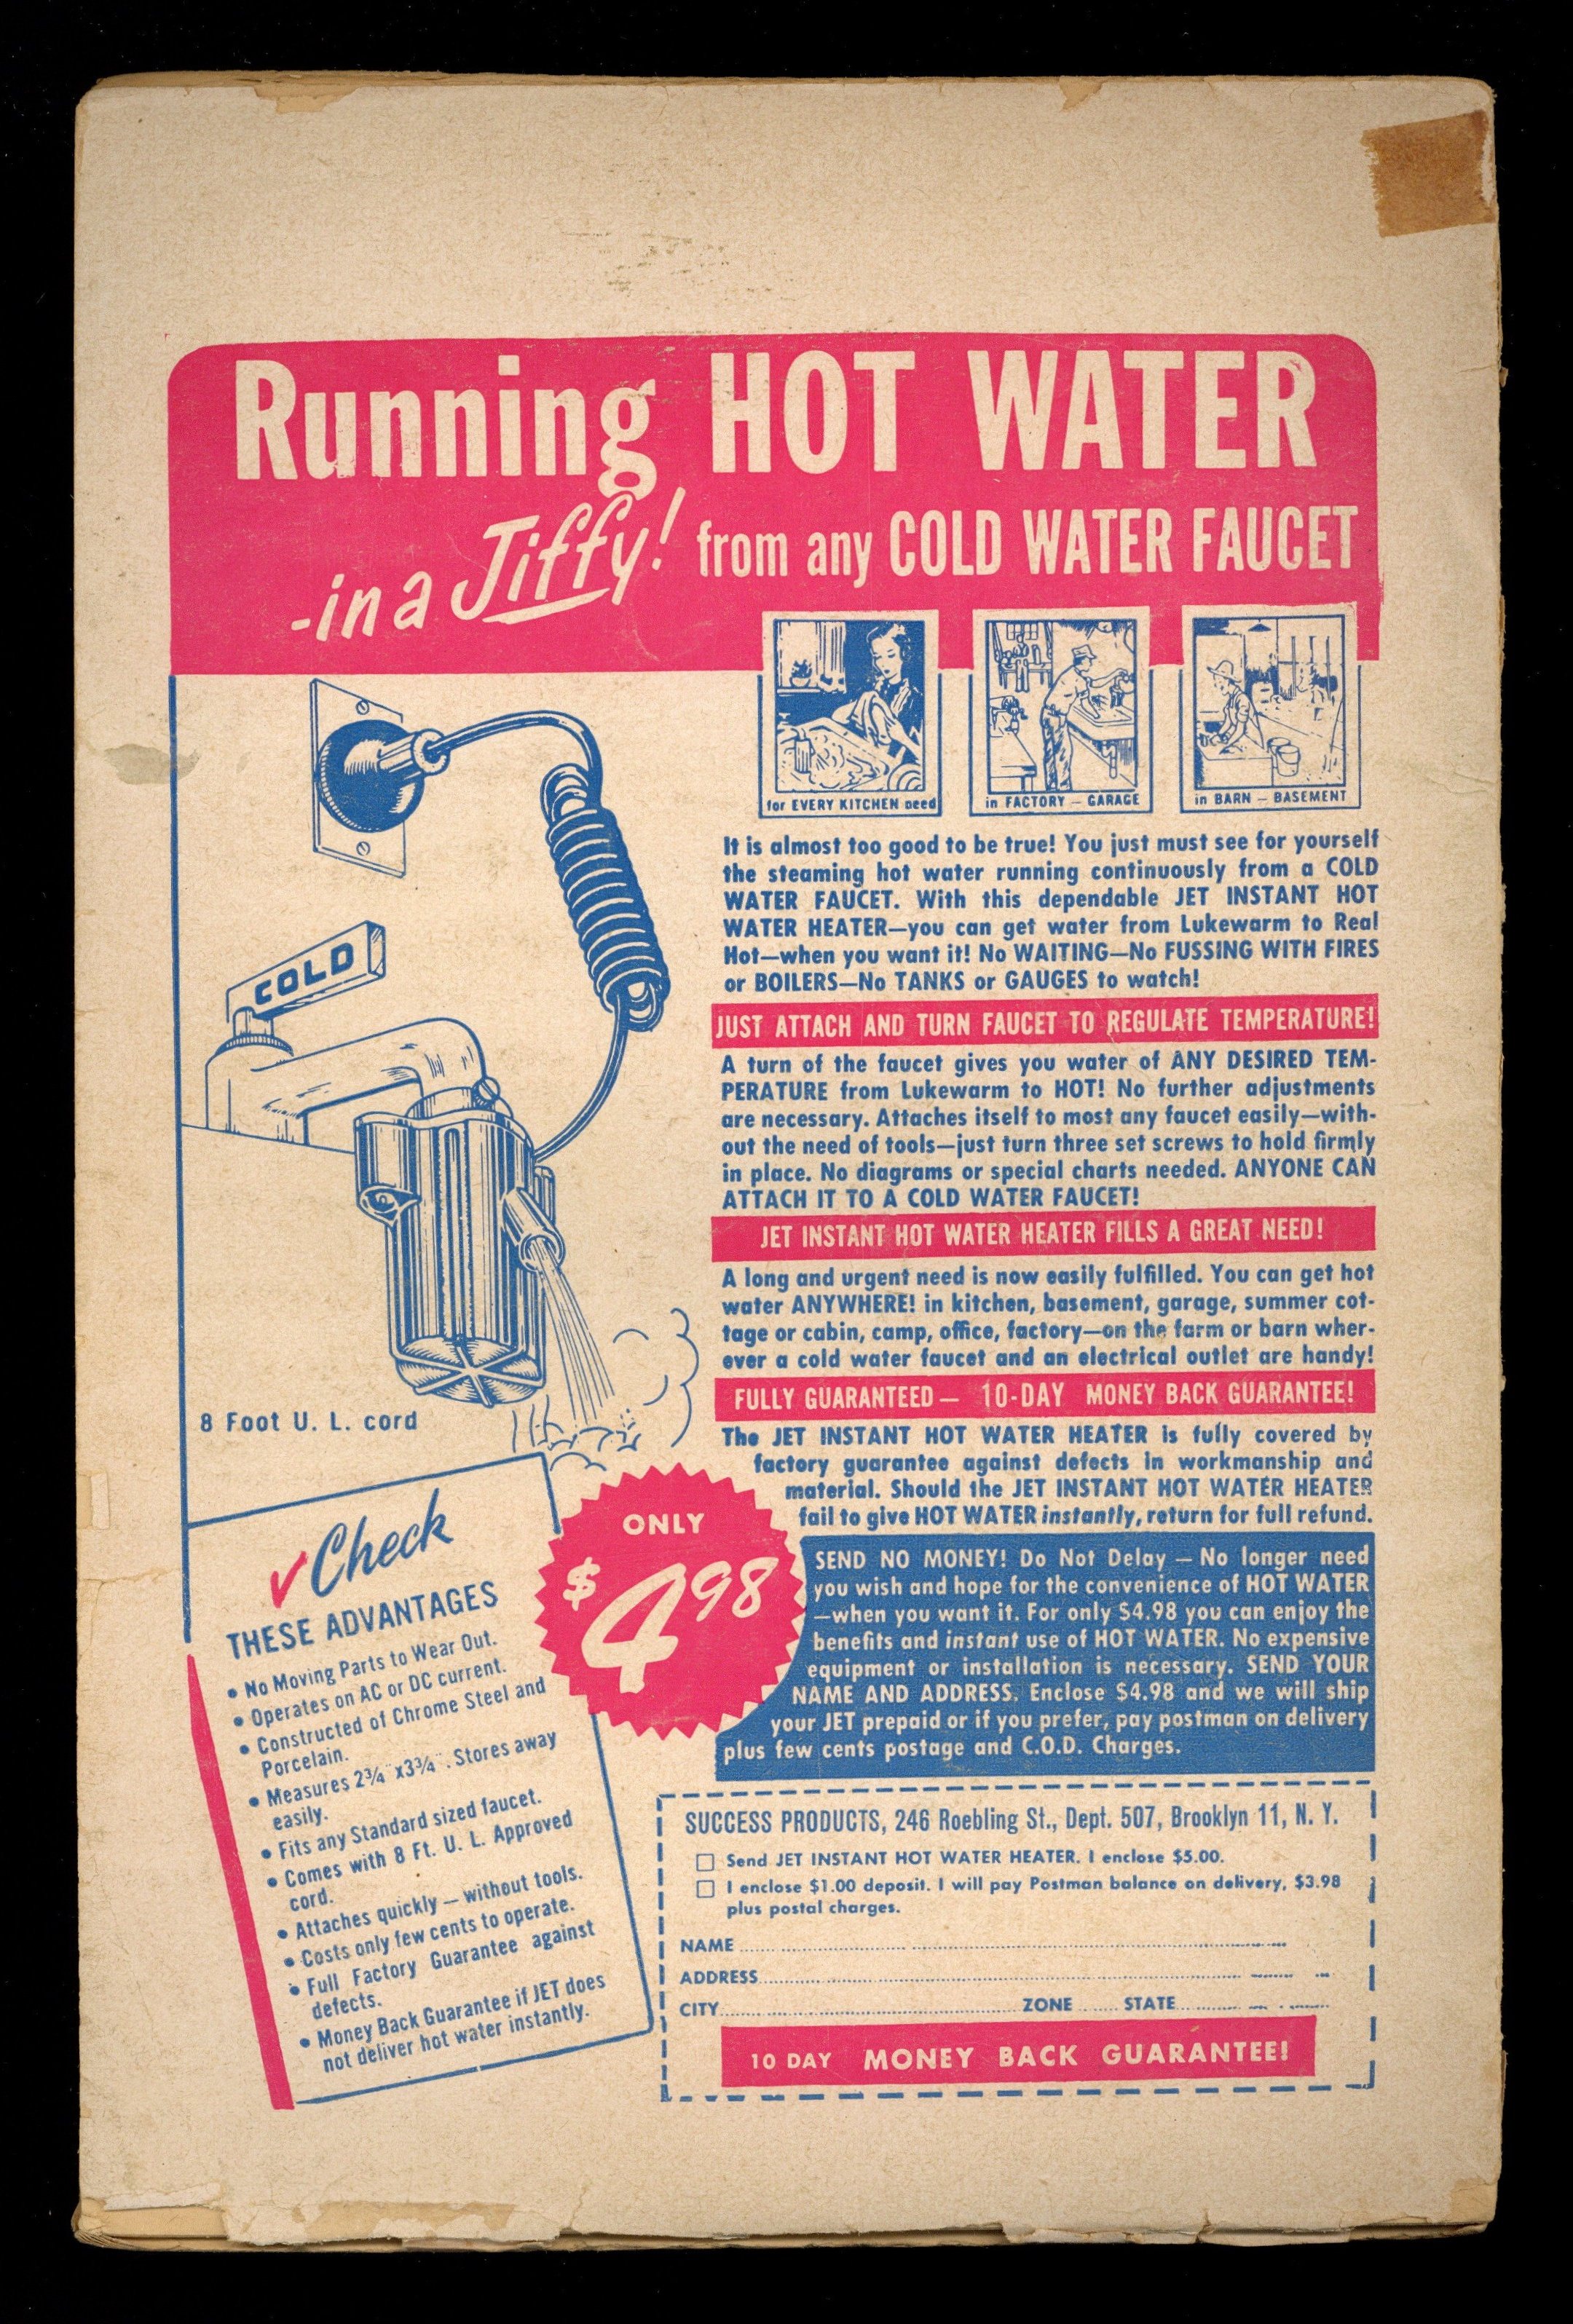 Running HOT WATER
-in a Jiffy! from any COLD WATER FAUCET
for EVERY KITCHEN need
in FACTORY — GARAGE
in BARN — BASEMENT
COLD
8 Foot U. L. cord
It is almost too good to be true! You just must see for yourself
the steaming hot water running continuously from a COLD
WATER FAUCET. With this dependable JET INSTANT HOT
WATER HEATER—you can get water from Lukewarm to Real
Hot—when you want it! No WAITING—No FUSSING WITH FIRES
or BOILERS—No TANKS or GAUGES to watch!
JUST ATTACH AND TURN FAUCET TO REGULATE TEMPERATURE!
A turn of the faucet gives you water of ANY DESIRED TEM-
PERATURE from Lukewarm to HOT! No further adjustments
are necessary. Attaches itself to most any faucet easily—with-
out the need of tools—just turn three set screws to hold firmly
in place. No diagrams or special charts needed. ANYONE CAN
ATTACH IT TO A COLD WATER FAUCET!
JET INSTANT HOT WATER HEATER FILLS A GREAT NEED!
A long and urgent need is now easily fulfilled. You can get hot
water ANYWHERE! in kitchen, basement, garage, summer cot-
tage or cabin, camp, office, factory—on the farm or barn wher-
ever a cold water faucet and an electrical outlet are handy!
FULLY GUARANTEED — 10-DAY MONEY BACK GUARANTEE!
The JET INSTANT HOT WATER HEATER is fully covered by
factory guarantee against defects in workmanship and
material. Should the JET INSTANT HOT WATER HEATER
fail to give HOT WATER instantly, return for full refund.
ONLY
$4.98
SEND NO MONEY! Do Not Delay — No longer need
you wish and hope for the convenience of HOT WATER
—when you want it. For only $4.98 you can enjoy the
benefits and instant use of HOT WATER. No expensive
equipment or installation is necessary. SEND YOUR
NAME AND ADDRESS. Enclose $4.98 and we will ship
your JET prepaid or if you prefer, pay postman on delivery
plus few cents postage and C.O.D. Charges.
✓Check
THESE ADVANTAGES
• No Moving Parts to Wear Out.
• Operates on AC or DC current.
• Constructed of Chrome Steel and
Porcelain.
• Measures 2¾" x3¾". Stores away
easily.
• Fits any Standard sized faucet.
• Comes with 8 Ft. U. L. Approved
cord.
• Attaches quickly — without tools.
• Costs only few cents to operate.
• Full Factory Guarantee against
defects.
• Money Back Guarantee if JET does
not deliver hot water instantly.
SUCCESS PRODUCTS, 246 Roebling St., Dept. 507, Brooklyn 11, N. Y.
☐ Send JET INSTANT HOT WATER HEATER. I enclose $5.00.
☐ I enclose $1.00 deposit. I will pay Postman balance on delivery, $3.98
plus postal charges.
NAME
ADDRESS
CITY ZONE STATE
10 DAY MONEY BACK GUARANTEE!